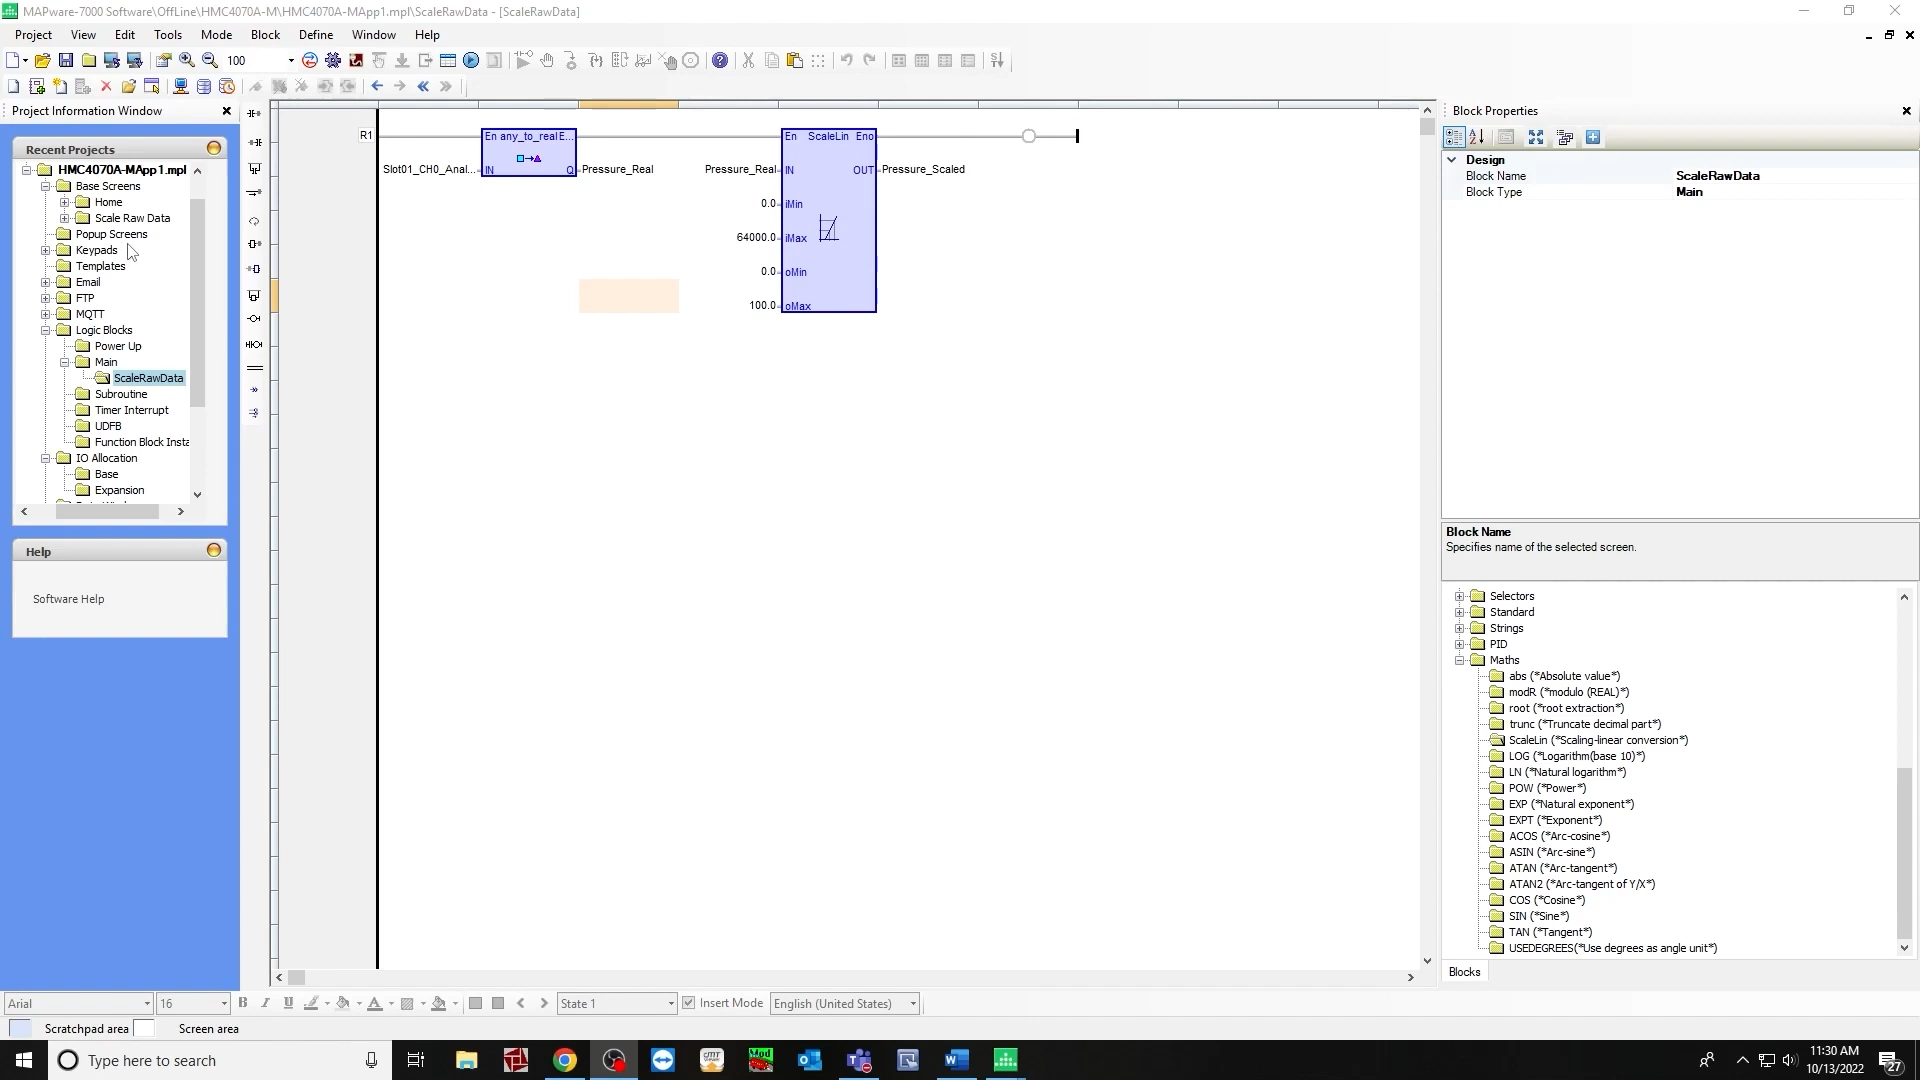 MAPware-7000 Software\OffLine\HMC4070A-M\HMC4070A-MApp1.mpl\ScaleRawData - [ScaleRawData]
Project View Edit Tools Mode Block Define Window Help
100
Project Information Window
Recent Projects
HMC4070A-MApp1.mpl
Base Screens
Home
Scale Raw Data
Popup Screens
Keypads
Templates
Email
FTP
MQTT
Logic Blocks
Power Up
Main
ScaleRawData
Subroutine
Timer Interrupt
UDFB
Function Block Insta
IO Allocation
Base
Expansion
Help
Software Help
R1
En any_to_realE...
Slot01_CH0_Anal... IN Q Pressure_Real
En ScaleLin Eno
Pressure_Real IN OUT Pressure_Scaled
0.0 iMin
64000.0 iMax
0.0 oMin
100.0 oMax
Block Properties
Design
Block Name ScaleRawData
Block Type Main
Block Name
Specifies name of the selected screen.
Selectors
Standard
Strings
PID
Maths
abs (*Absolute value*)
modR (*modulo (REAL)*)
root (*root extraction*)
trunc (*Truncate decimal part*)
ScaleLin (*Scaling-linear conversion*)
LOG (*Logarithm(base 10)*)
LN (*Natural logarithm*)
POW (*Power*)
EXP (*Natural exponent*)
EXPT (*Exponent*)
ACOS (*Arc-cosine*)
ASIN (*Arc-sine*)
ATAN (*Arc-tangent*)
ATAN2 (*Arc-tangent of Y/X*)
COS (*Cosine*)
SIN (*Sine*)
TAN (*Tangent*)
USEDEGREES(*Use degrees as angle unit*)
Blocks
Arial 16 B I U A State 1 Insert Mode English (United States)
Scratchpad area Screen area
Type here to search
11:30 AM
10/13/2022
27